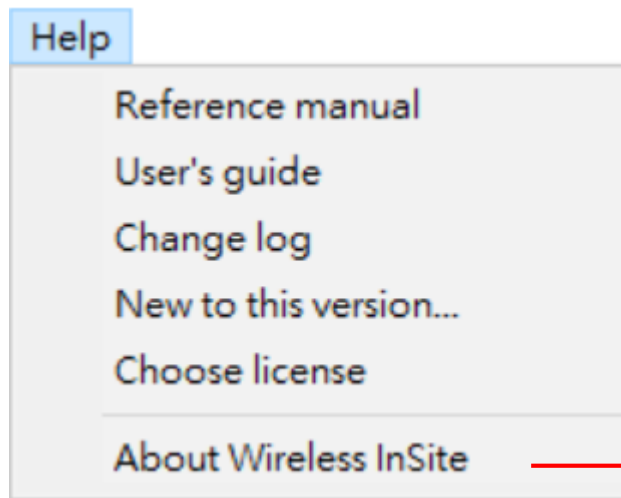 Help
Reference manual
User's guide
Change log
New to this version...
Choose license
About Wireless InSite